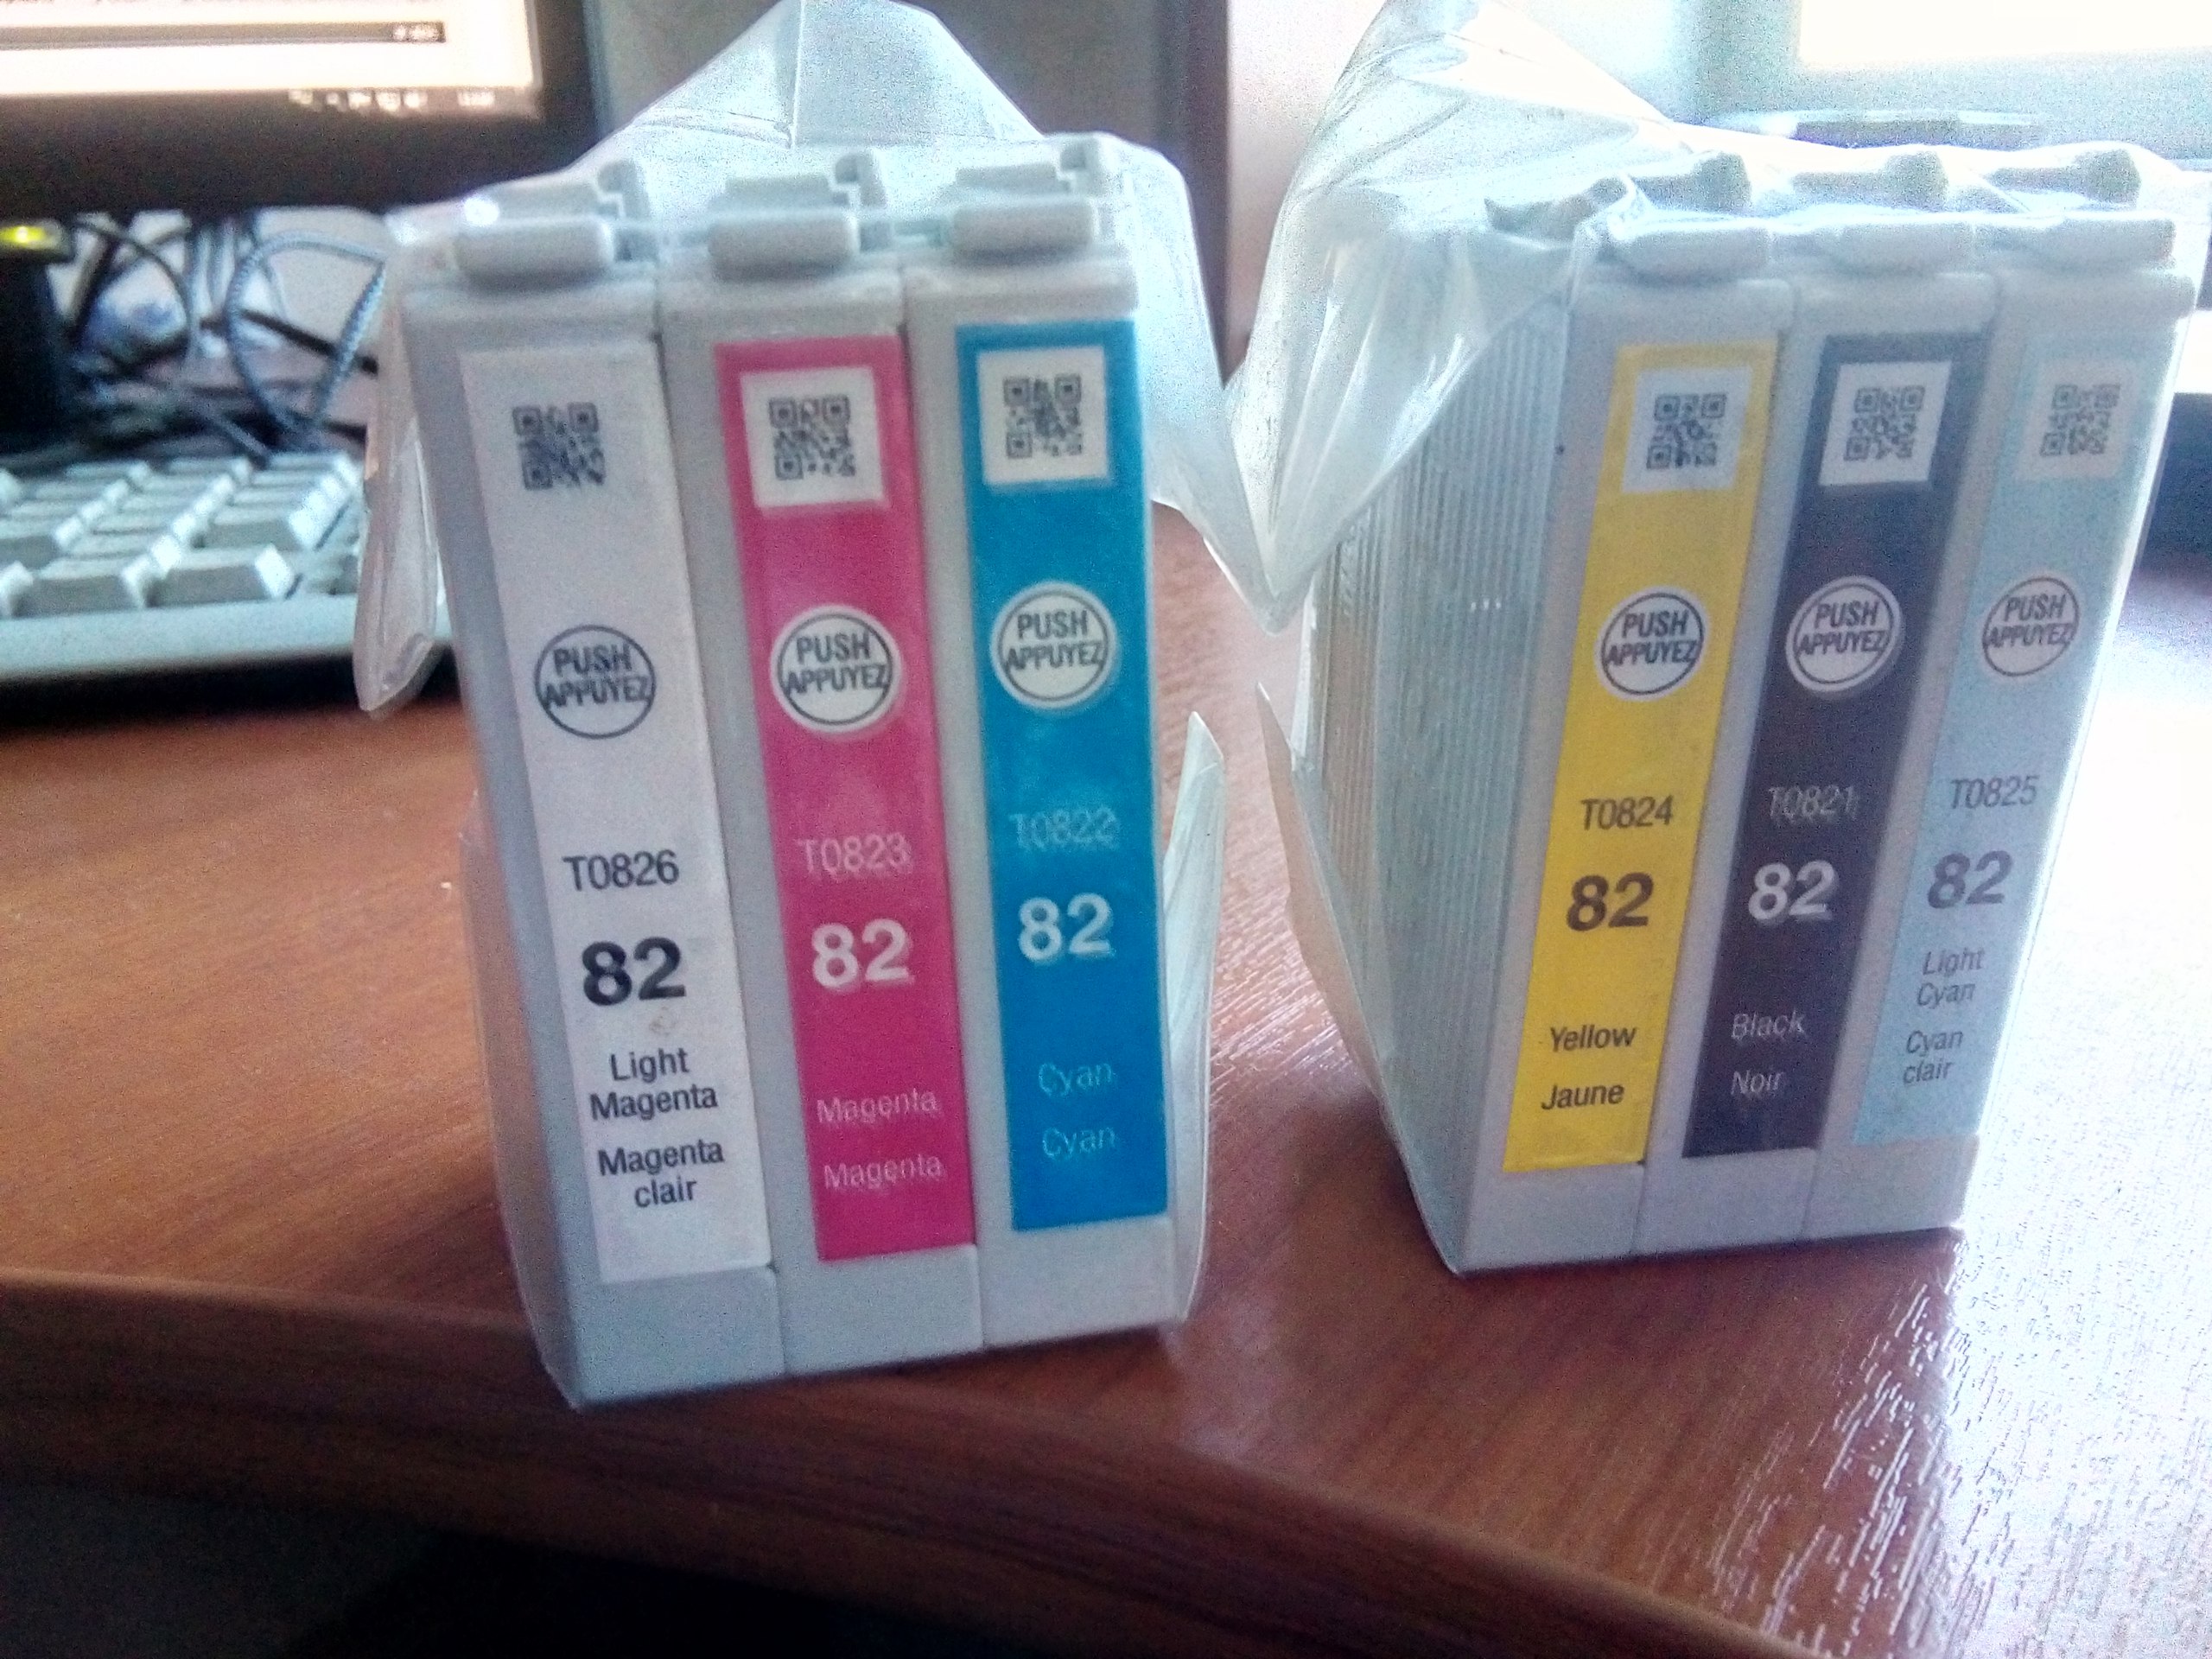 PUSH
APPUYEZ
T0826
82
Light
Magenta
Magenta
clair
PUSH
APPUYEZ
T0823
82
Magenta
Magenta
PUSH
APPUYEZ
T0822
82
Cyan
Cyan
PUSH
APPUYEZ
T0824
82
Yellow
Jaune
PUSH
APPUYEZ
T0821
82
Black
Noir
PUSH
APPUYEZ
T0825
82
Light
Cyan
Cyan
clair